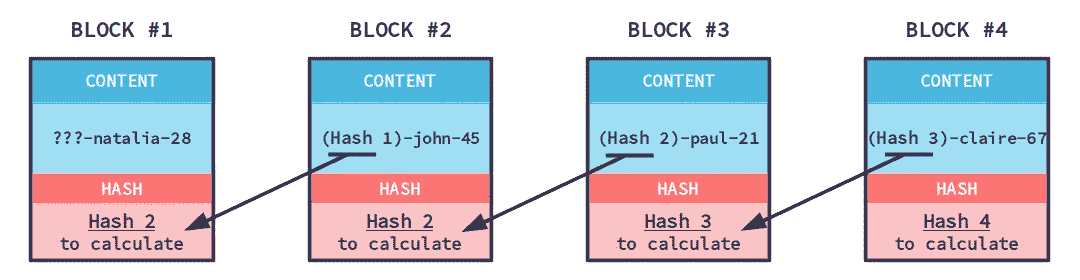 BLOCK #1
CONTENT
???-natalia-28
HASH
Hash 2
to calculate
BLOCK #2
CONTENT
(Hash 1)-john-45
HASH
Hash 2
to calculate
BLOCK #3
CONTENT
(Hash 2)-paul-21
HASH
Hash 3
to calculate
BLOCK #4
CONTENT
(Hash 3)-claire-67
HASH
Hash 4
to calculate